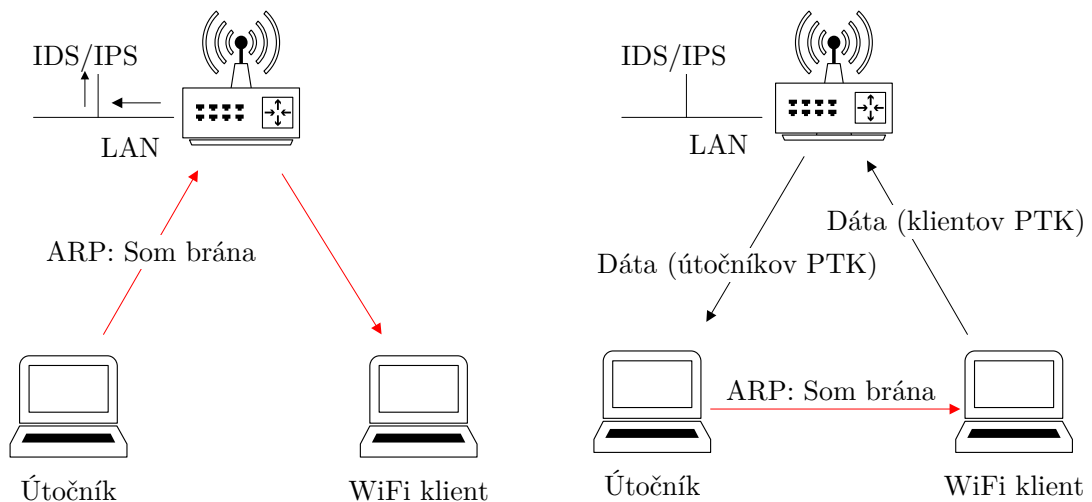 IDS/IPS
LAN
ARP: Som brána
Útočník
WiFi klient
IDS/IPS
LAN
Dáta (klientov PTK)
Dáta (útočníkov PTK)
ARP: Som brána
Útočník
WiFi klient